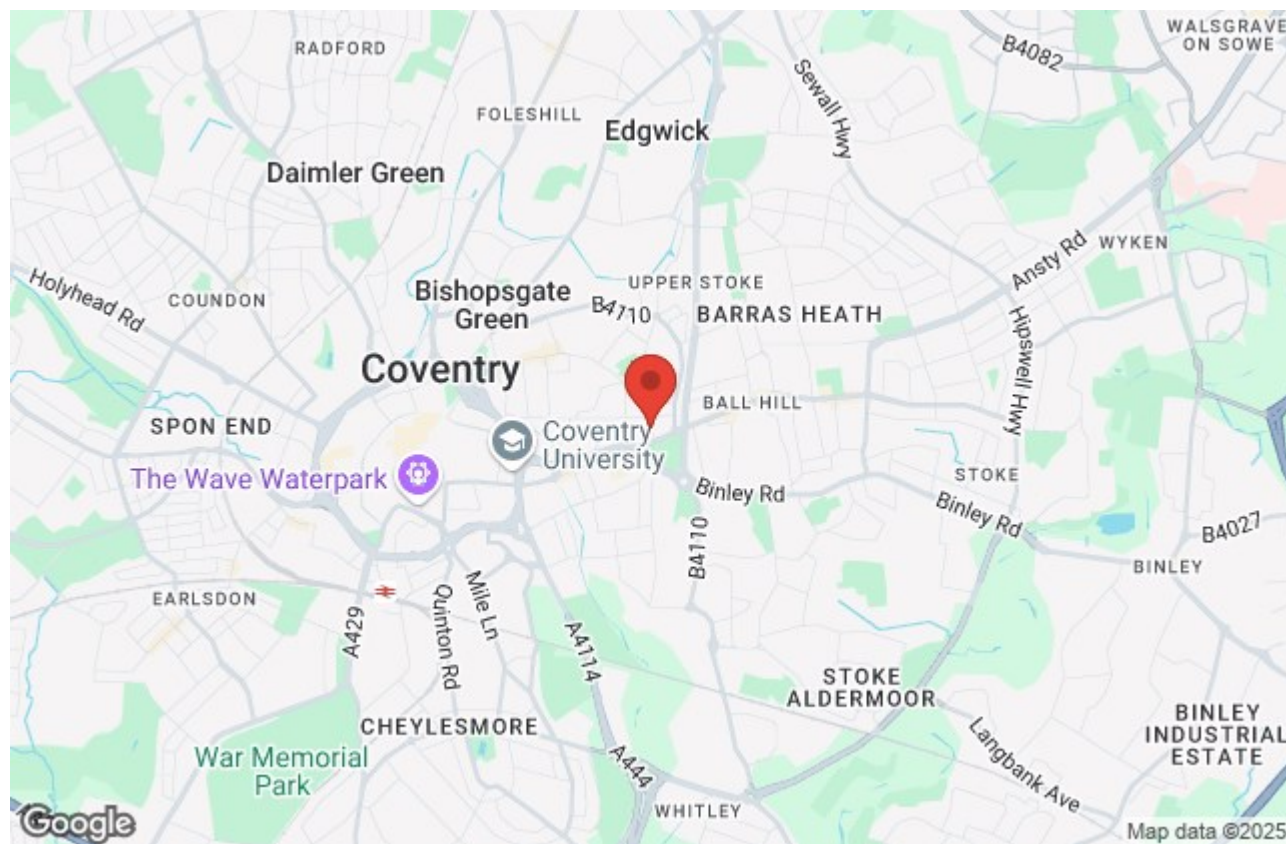 WALSGRAVE
ON SOWE
RADFORD
B4082
FOLESHILL
Edgwick
Sewall Hwy
Daimler Green
WYKEN
Ansty Rd
Holyhead Rd
COUNDON
Bishopsgate
Green
UPPER STOKE
B4110
BARRAS HEATH
Hipswell Hwy
Coventry
BALL HILL
SPON END
Coventry
University
The Wave Waterpark
STOKE
Binley Rd
Binley Rd
B4027
B4110
BINLEY
EARLSDON
A429
Quinton Rd
Mile Ln
A4114
STOKE
ALDERMOOR
CHEYLESMORE
BINLEY
INDUSTRIAL
ESTATE
War Memorial
Park
A444
Langbank Ave
WHITLEY
Google
Map data ©2025